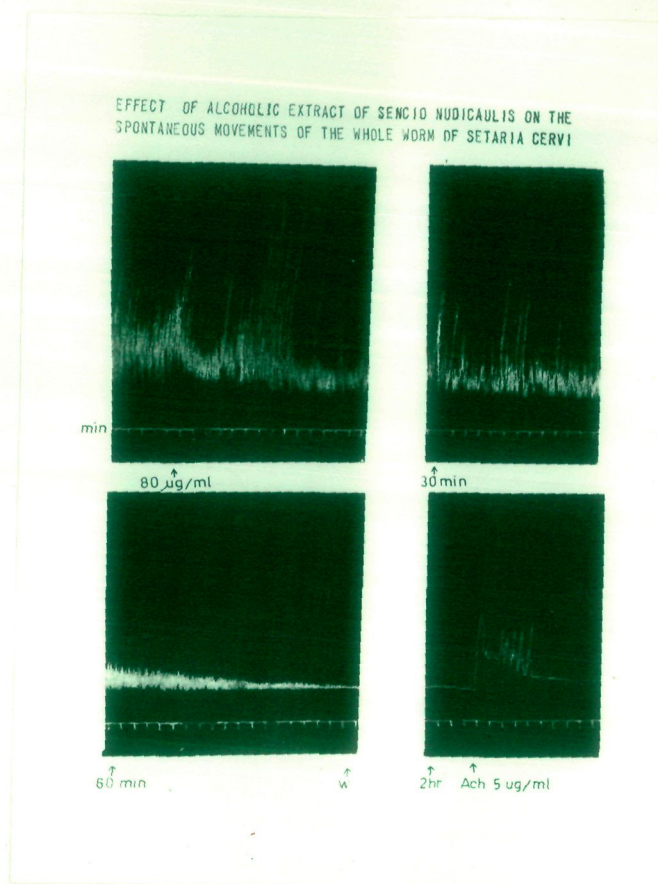 EFFECT OF ALCOHOLIC EXTRACT OF SENCIO NUDICAULIS ON THE
SPONTANEOUS MOVEMENTS OF THE WHOLE WORM OF SETARIA CERVI
min
80 ug/ml
30 min
60 min
w
2hr Ach 5 ug/ml